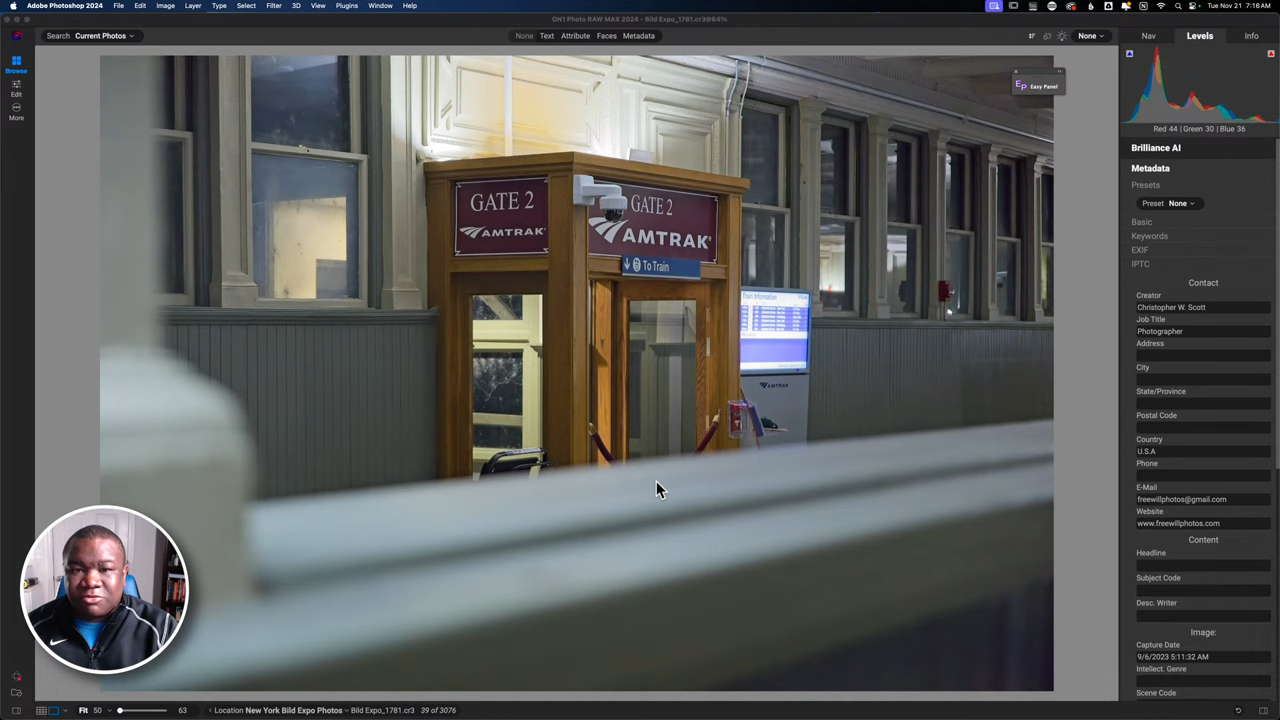 Adobe Photoshop 2024 File Edit Image Layer Type Select Filter 3D View Plugins Window Help Tue Nov 21 7:16 AM
ON1 Photo RAW MAX 2024 - Bild Expo_1781.cr3@64%
Search Current Photos None Text Attribute Faces Metadata None Nav Levels Info
Browse
Edit
More
Easy Panel
Red 44 | Green 30 | Blue 36
Brilliance AI
Metadata
Presets
Preset None
Basic
Keywords
EXIF
IPTC
Contact
Creator
Christopher W. Scott
Job Title
Photographer
Address
City
State/Province
Postal Code
Country
U.S.A
Phone
E-Mail
freewillphotos@gmail.com
Website
www.freewillphotos.com
Content
Headline
Subject Code
Desc. Writer
Image:
Capture Date
9/6/2023 5:11:32 AM
Intellect. Genre
Scene Code
GATE 2
AMTRAK
GATE 2
AMTRAK
To Train
Train Information
AMTRAK
Fit 50 63 Location New York Bild Expo Photos Bild Expo_1781.cr3 39 of 3076